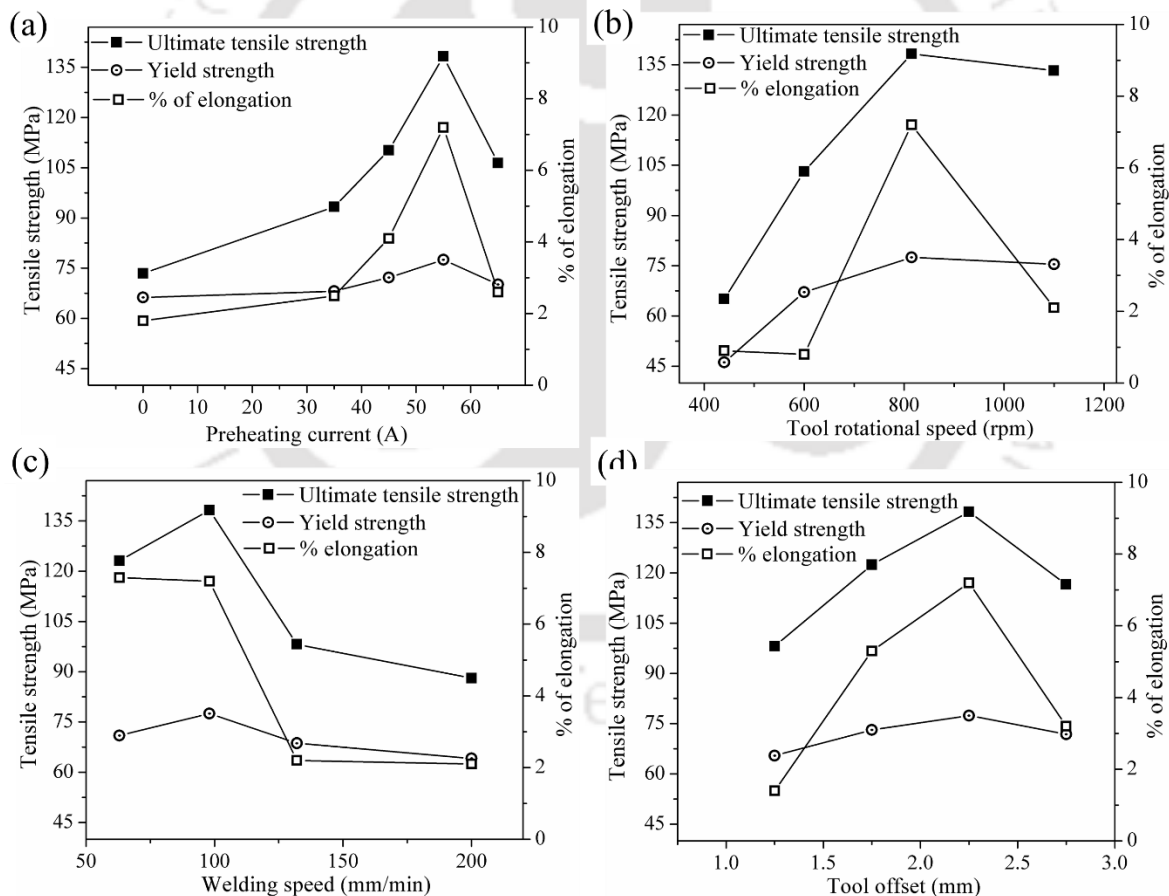 (a)
Ultimate tensile strength
Yield strength
% of elongation
Tensile strength (MPa)
135
120
105
90
75
60
45
10
8
6
4
2
0
% of elongation
0 10 20 30 40 50 60
Preheating current (A)
(b)
Ultimate tensile strength
Yield strength
% elongation
Tensile strength (MPa)
135
120
105
90
75
60
45
10
8
6
4
2
0
% of elongation
400 600 800 1000 1200
Tool rotational speed (rpm)
(c)
Ultimate tensile strength
Yield strength
% elongation
Tensile strength (MPa)
135
120
105
90
75
60
45
10
8
6
4
2
0
% of elongation
50 100 150 200
Welding speed (mm/min)
(d)
Ultimate tensile strength
Yield strength
% elongation
Tensile strength (MPa)
135
120
105
90
75
60
45
10
8
6
4
2
0
% of elongation
1.0 1.5 2.0 2.5 3.0
Tool offset (mm)